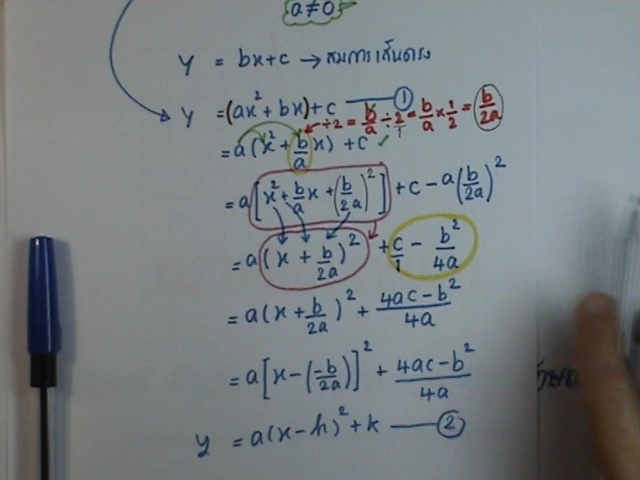 a≠0
y = bx+c → สมการเส้นตรง
y = (ax²+bx)+c — ①
÷2 = b/a ÷ 2/1 = b/a × 1/2 = b/2a
= a(x² + b/a x) + c ✓
= a[x² + b/a x + (b/2a)²] + c − a(b/2a)²
= a(x + b/2a)² + c/1 − b²/4a
= a(x + b/2a)² + 4ac−b²/4a
= a[x − (−b/2a)]² + 4ac−b²/4a
y = a(x−h)² + k — ②